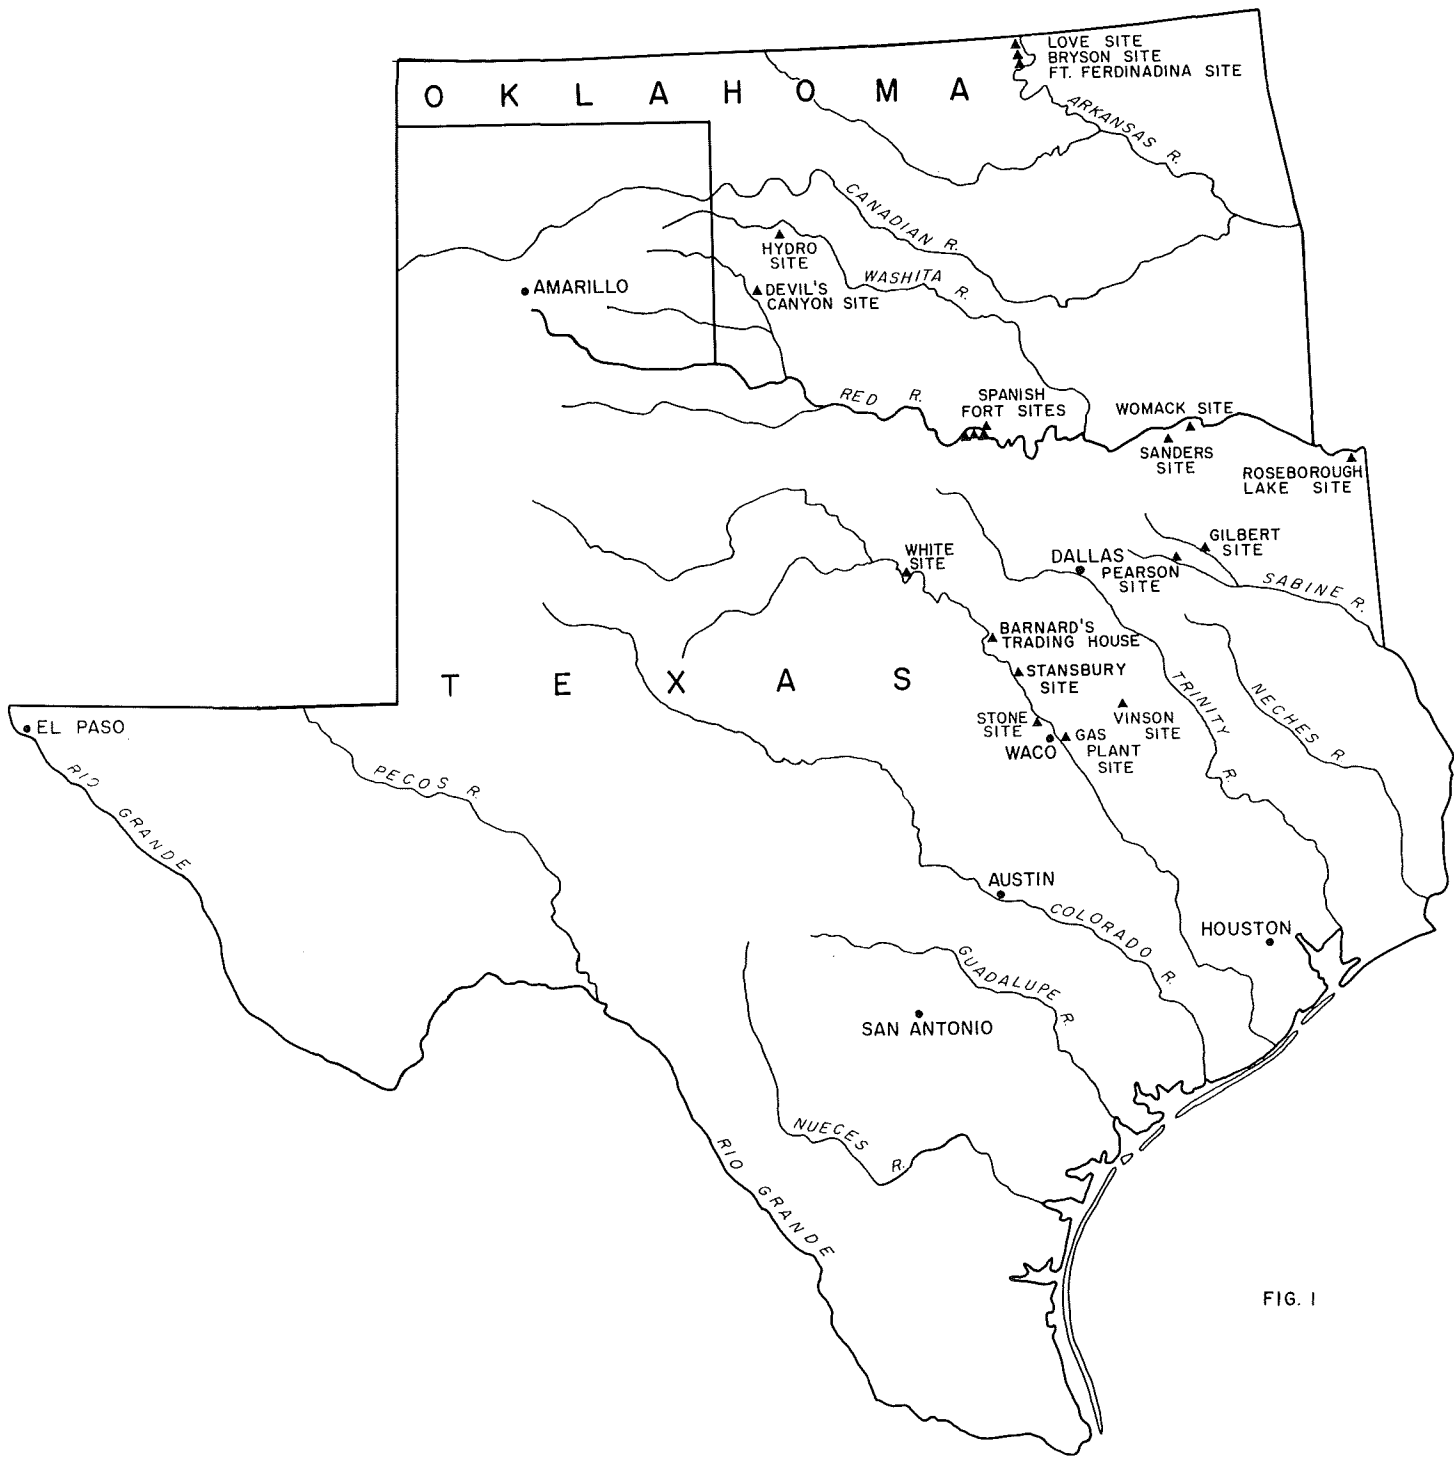 LOVE SITE
BRYSON SITE
FT. FERDINADINA SITE
OKLAHOMA
ARKANSAS R.
CANADIAN R.
HYDRO
SITE
WASHITA R.
AMARILLO
DEVIL'S
CANYON SITE
RED R.
SPANISH
FORT SITES
WOMACK SITE
SANDERS
SITE
ROSEBOROUGH
LAKE SITE
GILBERT
SITE
WHITE
SITE
DALLAS
PEARSON
SITE
SABINE R.
BARNARD'S
TRADING HOUSE
STANSBURY
SITE
TEXAS
TRINITY R.
NECHES R.
VINSON
SITE
STONE
SITE
WACO
GAS
PLANT
SITE
EL PASO
RIO GRANDE
PECOS R.
AUSTIN
COLORADO R.
HOUSTON
GUADALUPE R.
SAN ANTONIO
NUECES R.
RIO GRANDE
FIG. 1